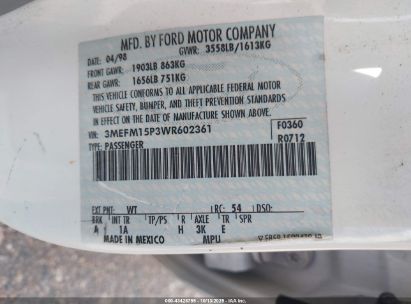 MFD. BY FORD MOTOR COMPANY
DATE: 04/98 GVWR: 3558LB/1613KG
FRONT GAWR: 1903LB 863KG
REAR GAWR: 1656LB 751KG
THIS VEHICLE CONFORMS TO ALL APPLICABLE FEDERAL MOTOR
VEHICLE SAFETY, BUMPER, AND THEFT PREVENTION STANDARDS
IN EFFECT ON THE DATE OF MANUFACTURE SHOWN ABOVE.
VIN: 3MEFM15P3WR602361 F0360
TYPE: PASSENGER R0712
EXT PNT: WT RC: 54 DSO:
BRK INT TR TP/PS R AXLE TR SPR
A 1A H 3K E
MADE IN MEXICO MPU